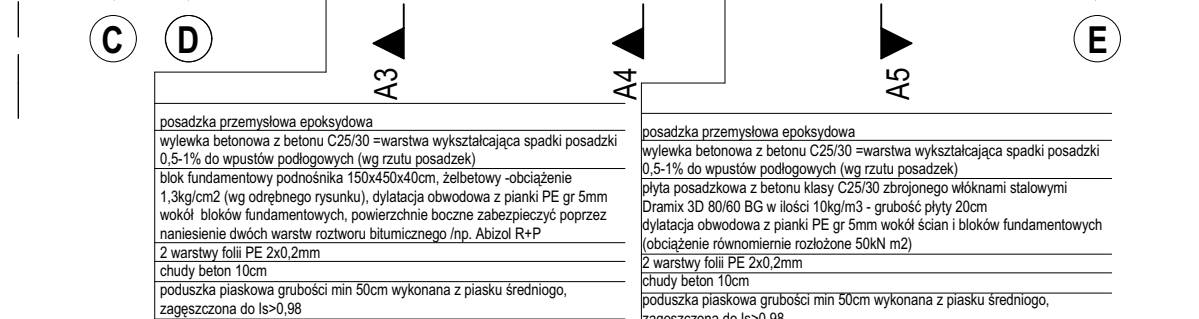 C D E
A3 A4 A5
posadzka przemysłowa epoksydowa
wylewka betonowa z betonu C25/30 =warstwa wykształcająca spadki posadzki
0,5-1% do wpustów podłogowych (wg rzutu posadzek)
blok fundamentowy podnośnika 150x450x40cm, żelbetowy -obciążenie
1,3kg/cm2 (wg odrębnego rysunku), dylatacja obwodowa z pianki PE gr 5mm
wokół bloków fundamentowych, powierzchnie boczne zabezpieczyć poprzez
naniesienie dwóch warstw roztworu bitumicznego /np. Abizol R+P
2 warstwy folii PE 2x0,2mm
chudy beton 10cm
poduszka piaskowa grubości min 50cm wykonana z piasku średniego,
zagęszczona do Is>0,98
posadzka przemysłowa epoksydowa
wylewka betonowa z betonu C25/30 =warstwa wykształcająca spadki posadzki
0,5-1% do wpustów podłogowych (wg rzutu posadzek)
płyta posadzkowa z betonu klasy C25/30 zbrojonego włóknami stalowymi
Dramix 3D 80/60 BG w ilości 10kg/m3 - grubość płyty 20cm
dylatacja obwodowa z pianki PE gr 5mm wokół ścian i bloków fundamentowych
(obciążenie równomiernie rozłożone 50kN m2)
2 warstwy folii PE 2x0,2mm
chudy beton 10cm
poduszka piaskowa grubości min 50cm wykonana z piasku średniego,
zagęszczona do Is>0,98